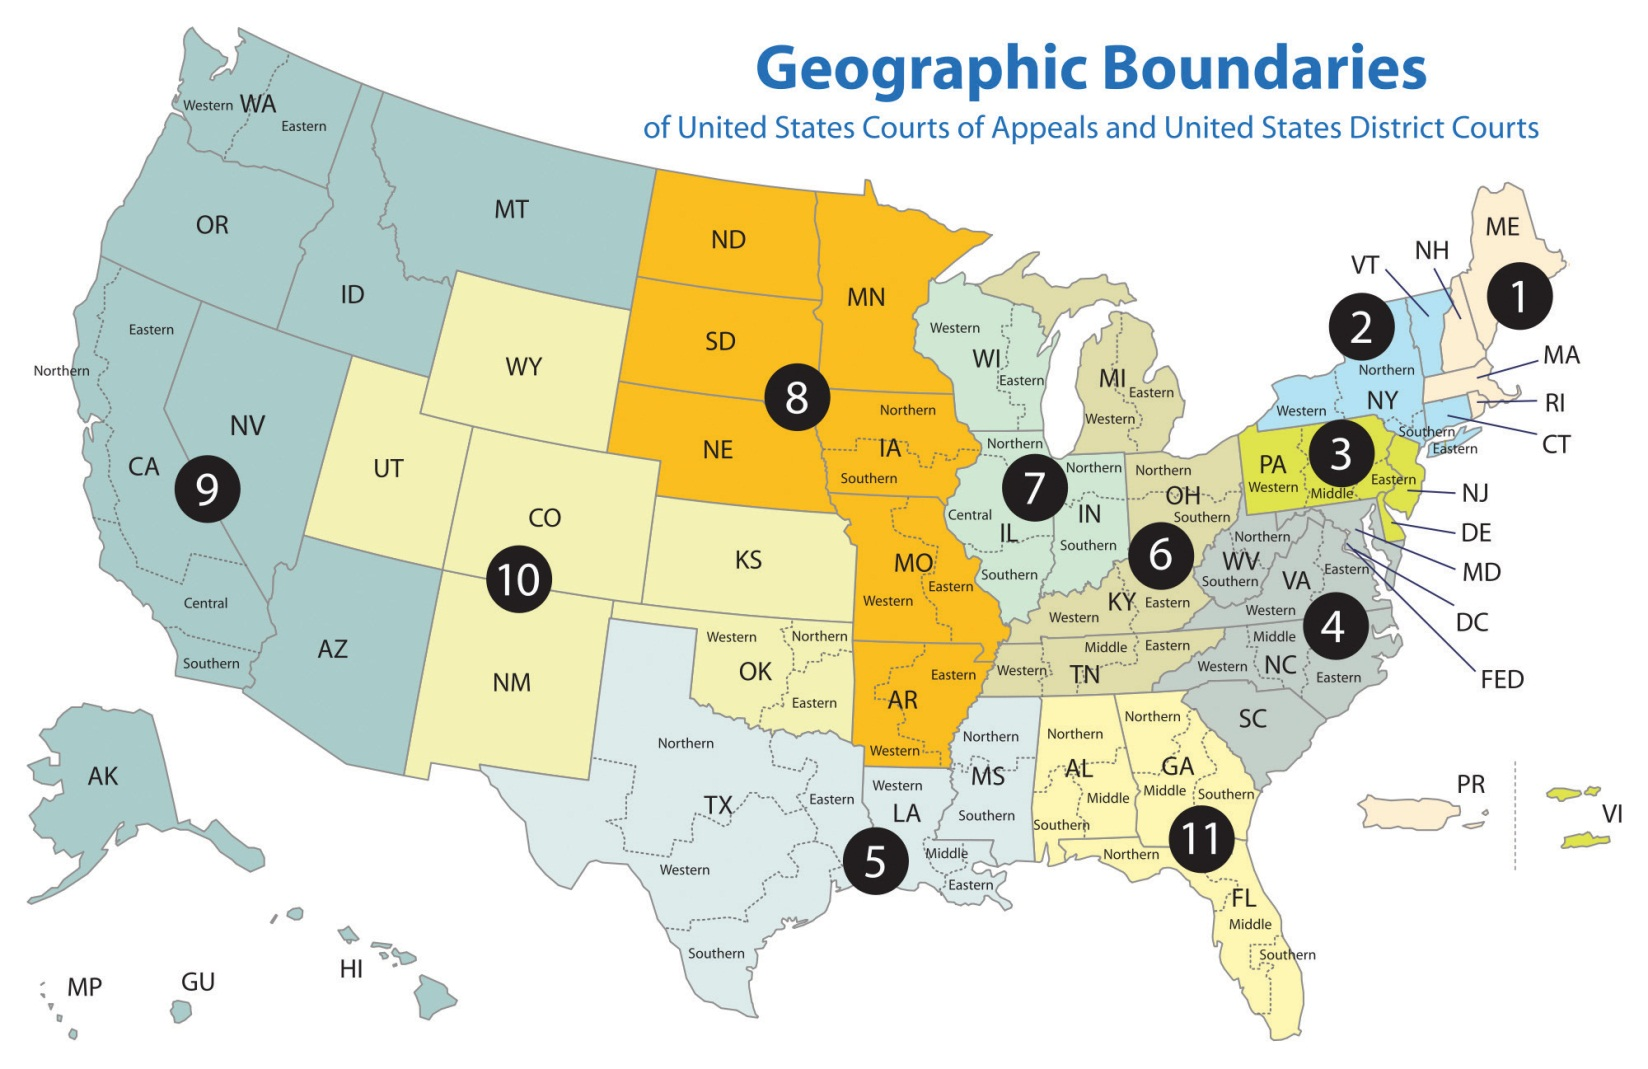 Geographic Boundaries
of United States Courts of Appeals and United States District Courts
Western WA
Eastern
OR
MT
ID
ND
MN
SD
8
NE
WY
Eastern
Northern
NV
UT
CA
9
CO
10
KS
Central
Southern
AZ
NM
Northern
IA
Southern
MO
Eastern
Western
Western
Northern
OK
Eastern
Eastern
AR
Western
Western
WI
Eastern
Northern
7
Northern
Central
IL
IN
Southern
Southern
MI
Eastern
Western
Northern
OH
Southern
6
KY
Eastern
Western
Middle
Eastern
Western
TN
ME
NH
VT
1
2
MA
Northern
NY
Western
RI
Southern
CT
Eastern
3
PA
Western
Eastern
Middle
NJ
DE
Northern
WV
Southern
VA
Eastern
MD
Western
DC
4
FED
Middle
Western
NC
Eastern
SC
Northern
TX
Eastern
Western
Southern
Western
LA
5
Middle
Eastern
Northern
MS
Southern
Northern
AL
Middle
Southern
Northern
GA
Middle
Southern
11
Northern
FL
Middle
Southern
AK
HI
GU
MP
PR
VI